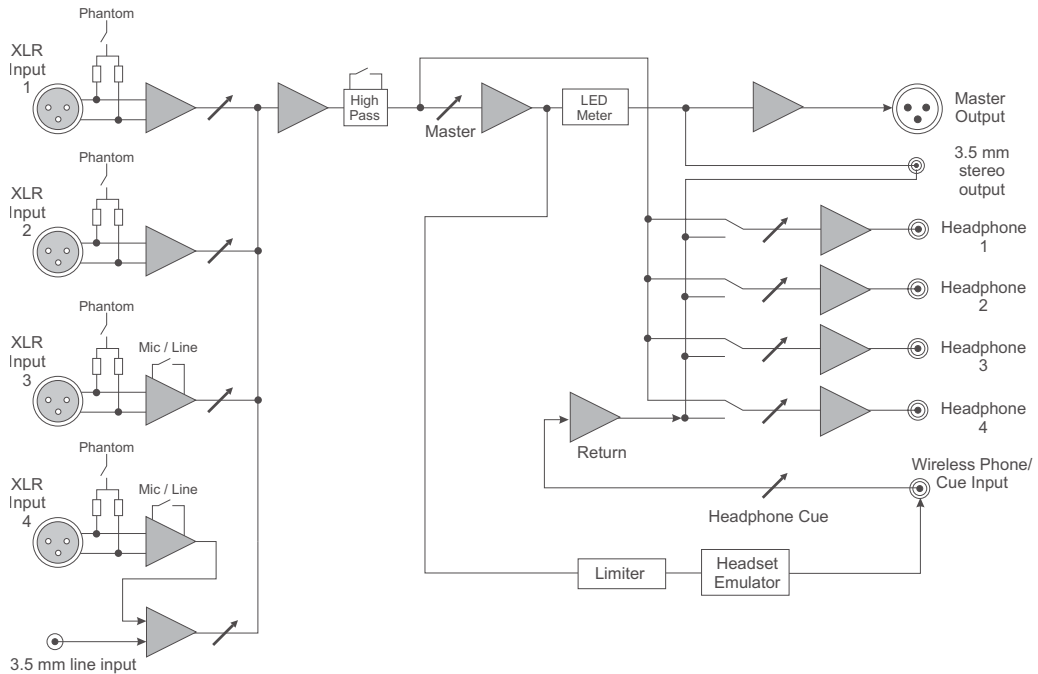 Phantom
XLR
Input
1
High
Pass
Master
LED
Meter
Master
Output
3.5 mm
stereo
output
Phantom
XLR
Input
2
Headphone
1
Headphone
2
Phantom
XLR
Input
3
Mic / Line
Headphone
3
Headphone
4
Return
Phantom
XLR
Input
4
Mic / Line
Wireless Phone/
Cue Input
Headphone Cue
Limiter
Headset
Emulator
3.5 mm line input